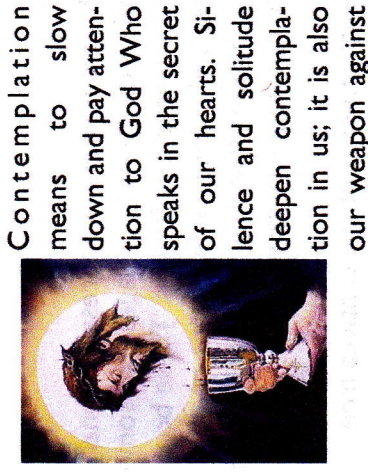 Contemplation
means to slow
down and pay atten-
tion to God Who
speaks in the secret
of our hearts. Si-
lence and solitude
deepen contempla-
tion in us; it is also
our weapon against